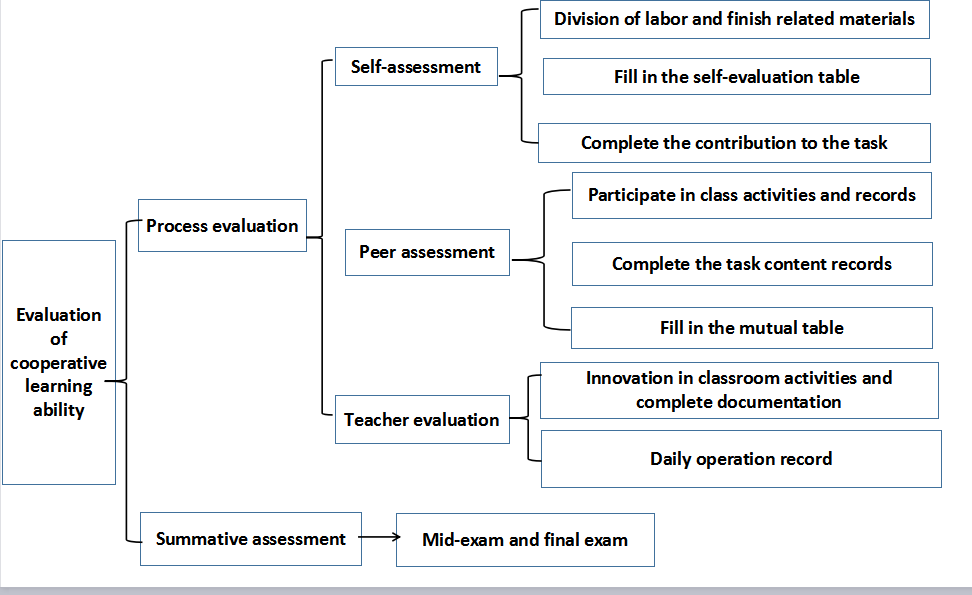 Division of labor and finish related materials
Self-assessment
Fill in the self-evaluation table
Complete the contribution to the task
Participate in class activities and records
Process evaluation
Peer assessment
Complete the task content records
Evaluation
of
cooperative
learning
ability
Fill in the mutual table
Innovation in classroom activities and
complete documentation
Teacher evaluation
Daily operation record
Summative assessment
Mid-exam and final exam